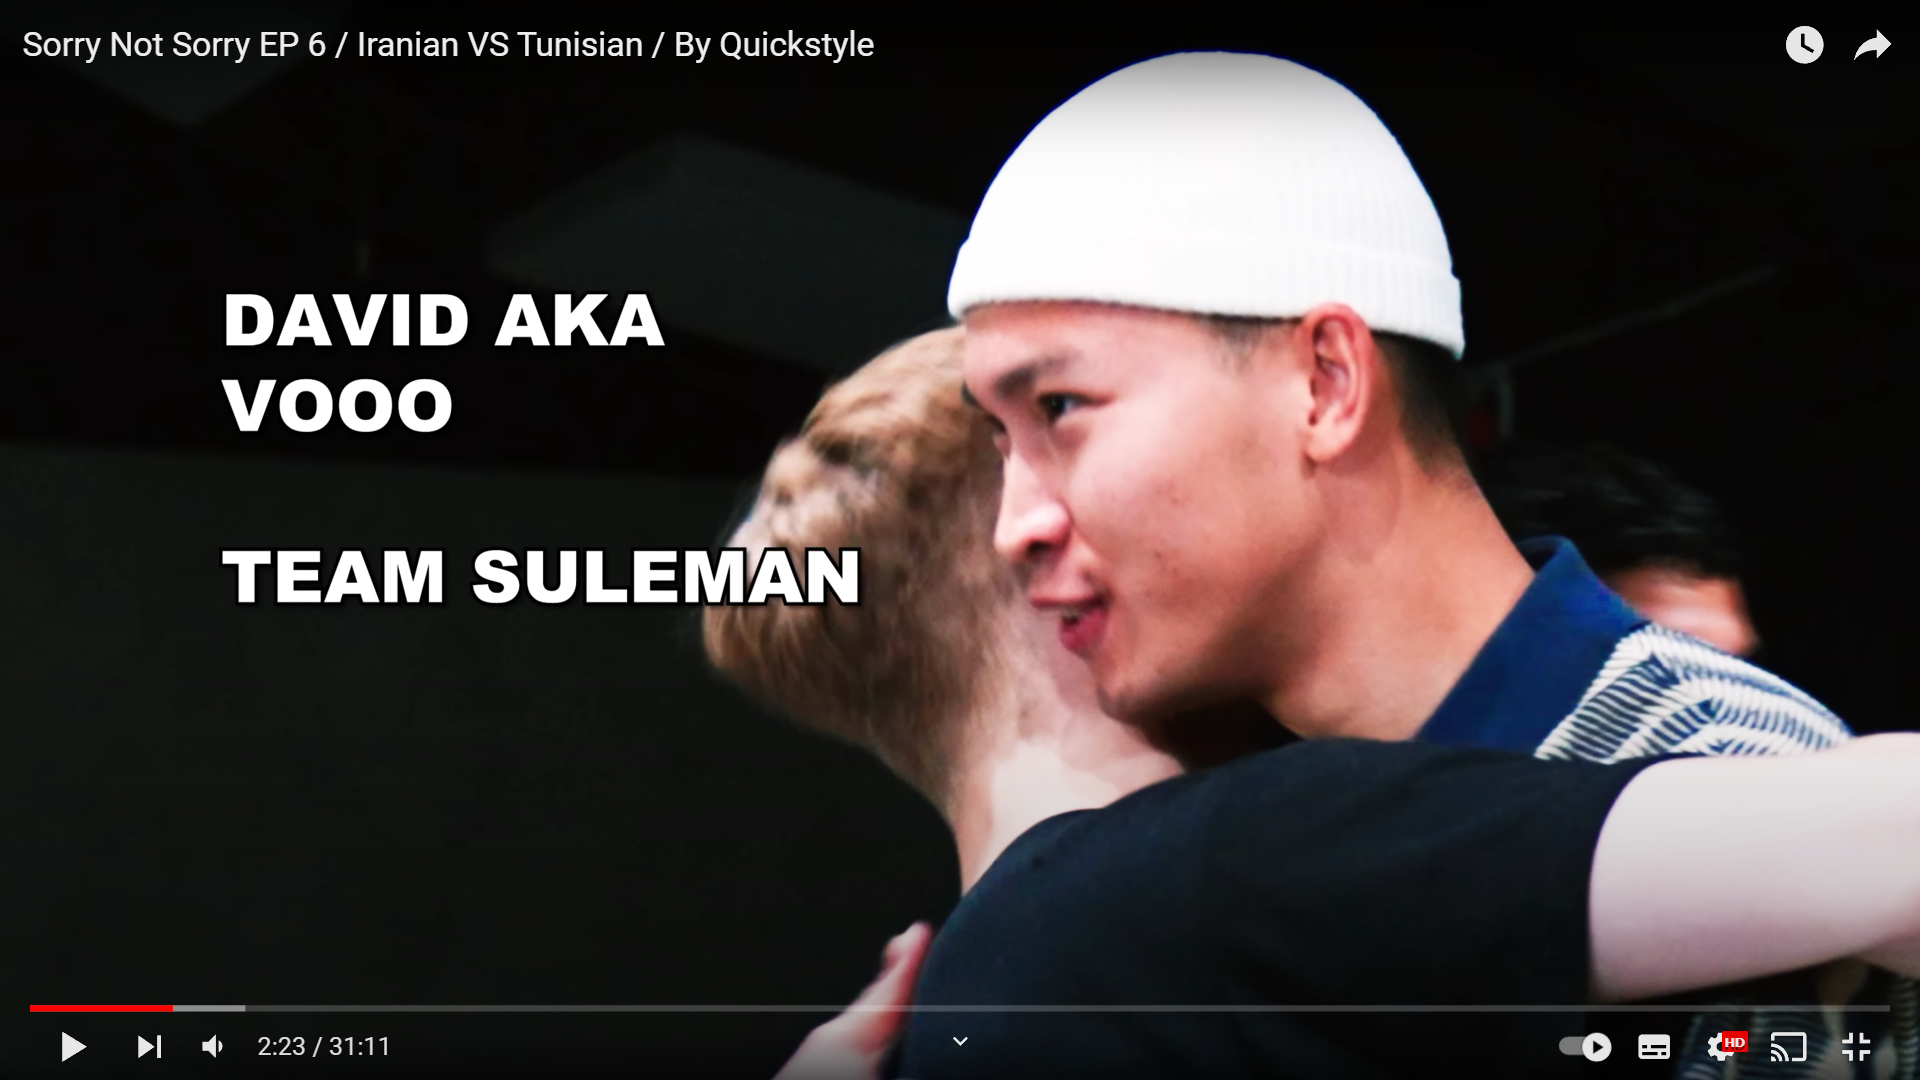 Sorry Not Sorry EP 6 / Iranian VS Tunisian / By Quickstyle
DAVID AKA
VOOO
TEAM SULEMAN
2:23 / 31:11
HD